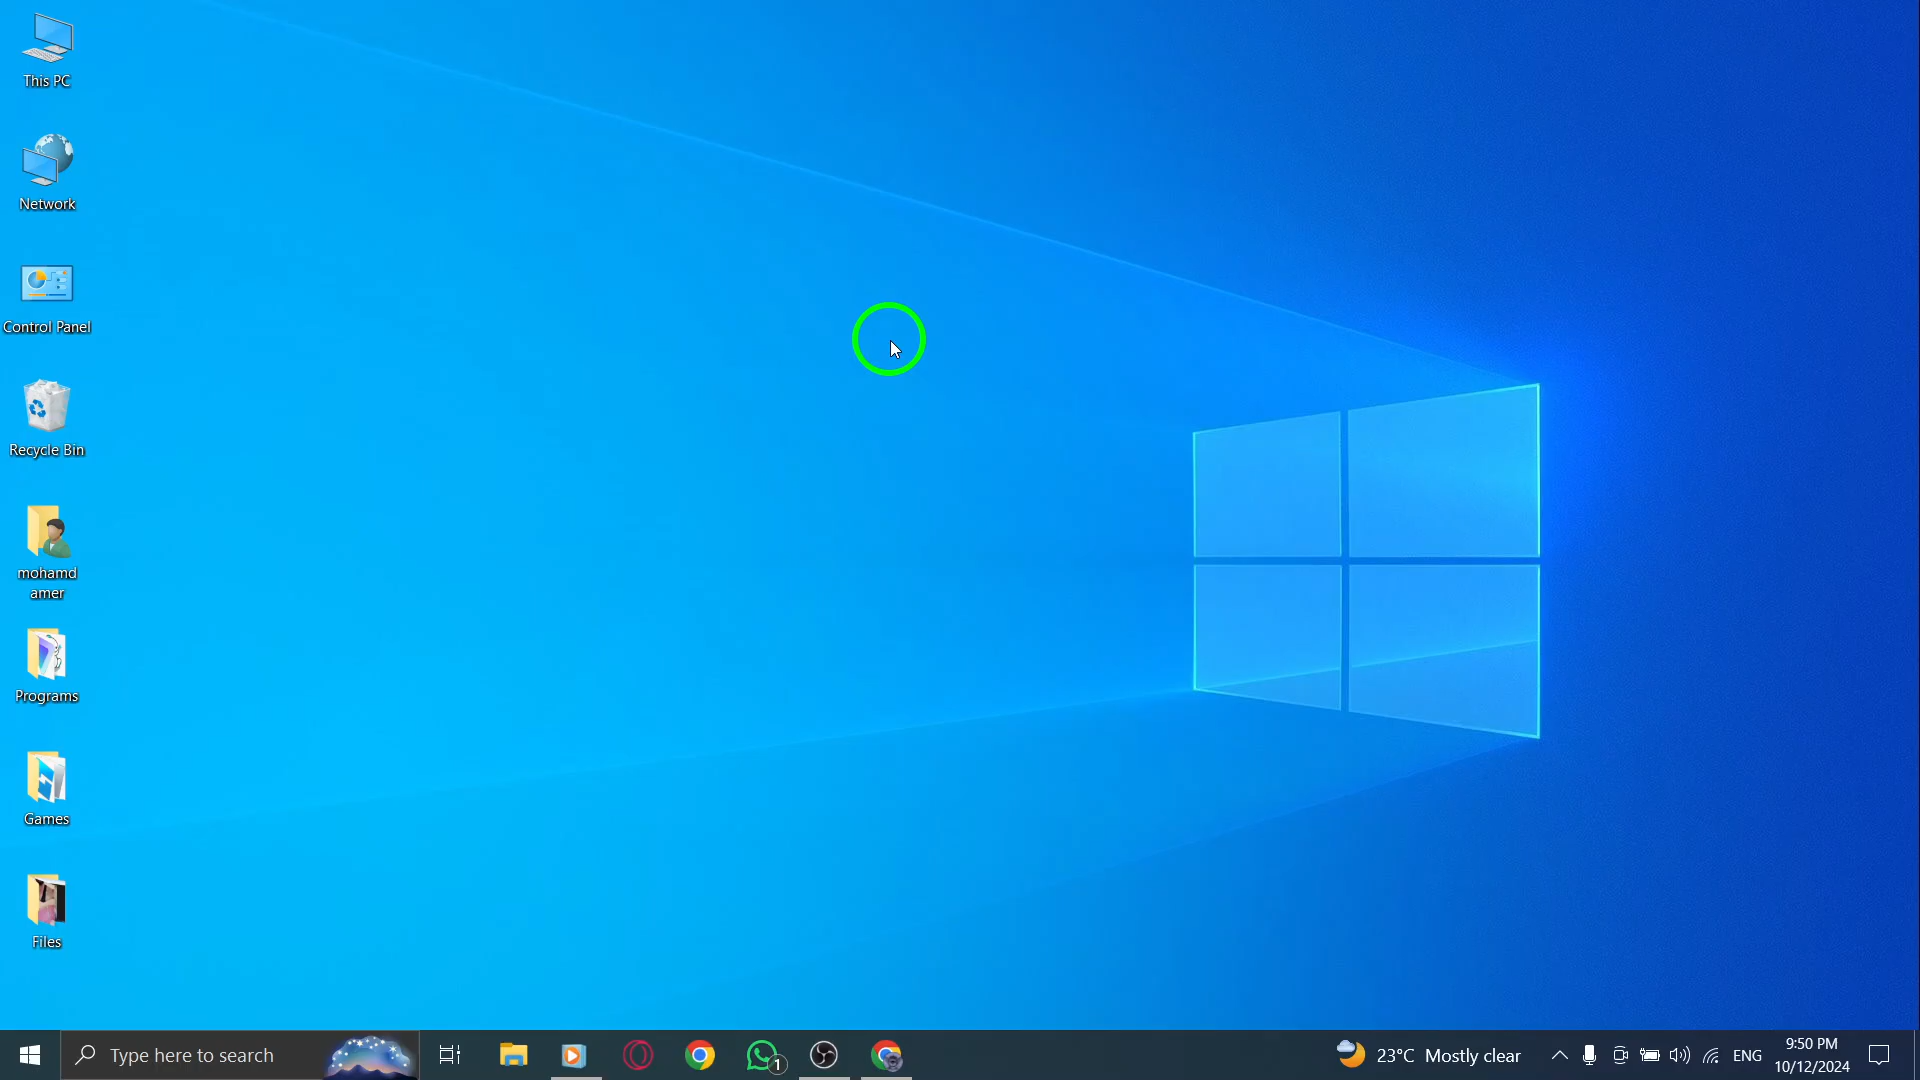 This PC
Network
Control Panel
Recycle Bin
mohamd
amer
Programs
Games
Files
Type here to search
1
23°C Mostly clear
ENG
9:50 PM
10/12/2024